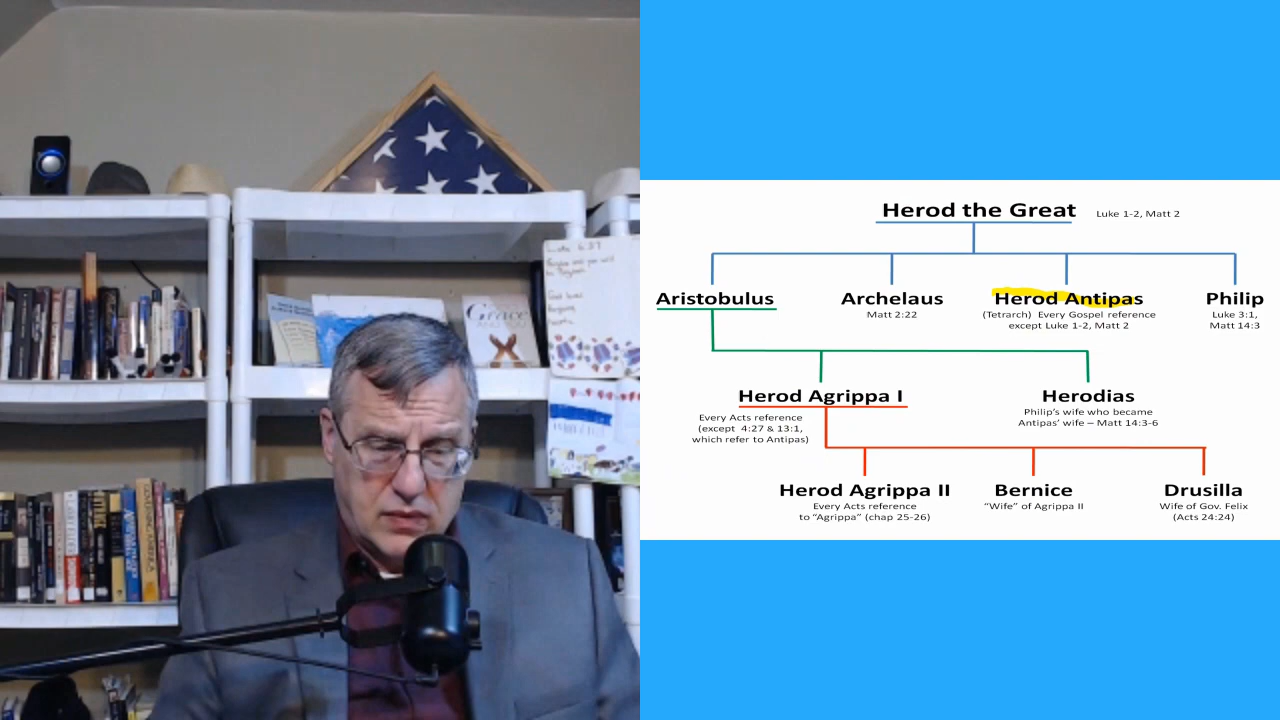 Grace
Herod the Great
Luke 1-2, Matt 2
Aristobulus
Archelaus
Matt 2:22
Herod Antipas
(Tetrarch) Every Gospel reference
except Luke 1-2, Matt 2
Philip
Luke 3:1,
Matt 14:3
Herod Agrippa I
Every Acts reference
(except 4:27 & 13:1,
which refer to Antipas)
Herodias
Philip's wife who became
Antipas' wife – Matt 14:3-6
Herod Agrippa II
Every Acts reference
to “Agrippa” (chap 25-26)
Bernice
“Wife” of Agrippa II
Drusilla
Wife of Gov. Felix
(Acts 24:24)